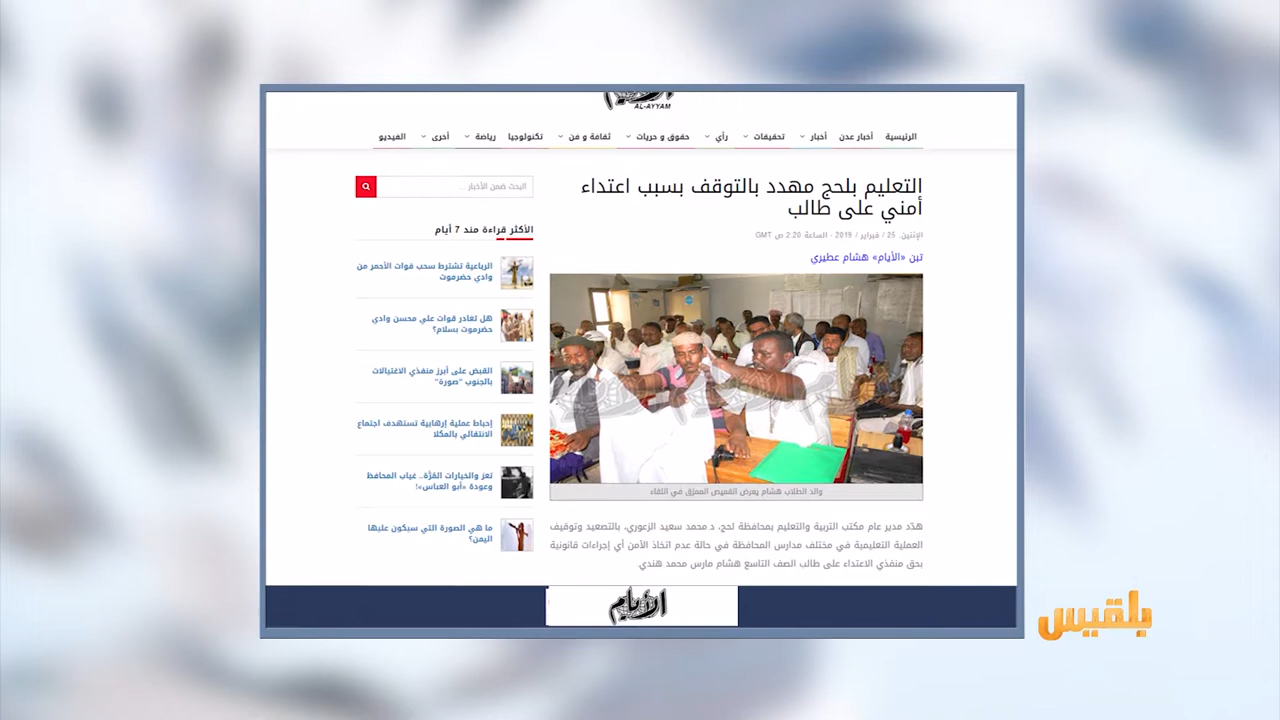 الأيام
AL-AYYAM
الرئيسية أخبار عدن أخبار تحقيقات رأي حقوق و حريات ثقافة و فن تكنولوجيا رياضة أخرى الفيديو
التعليم بلحج مهدد بالتوقف بسبب اعتداء
أمني على طالب
الإثنين, 25 / فبراير / 2019 - الساعة 2:20 ص GMT
تبن «الأيام» هشام عطيري
والد الطلاب هشام يعرض القميص الممزق في اللقاء
هدّد مدير عام مكتب التربية والتعليم بمحافظة لحج، د.محمد سعيد الزعوري، بالتصعيد وتوقيف
العملية التعليمية في مختلف مدارس المحافظة في حالة عدم اتخاذ الأمن أي إجراءات قانونية
بحق منفذي الاعتداء على طالب الصف التاسع هشام مارس محمد هندي.
البحث ضمن الأخبار ...
الأكثر قراءة منذ 7 أيام
الرباعية تشترط سحب قوات الأحمر من
وادي حضرموت
هل تغادر قوات علي محسن وادي
حضرموت بسلام؟
القبض على أبرز منفذي الاغتيالات
بالجنوب "صورة"
إحباط عملية إرهابية تستهدف اجتماع
الانتقالي بالمكلا
تعز والخيارات المُرَّة.. غياب المحافظ
وعودة «أبو العباس»!
ما هي الصورة التي سيكون عليها
اليمن؟
الأيام
بلقيس